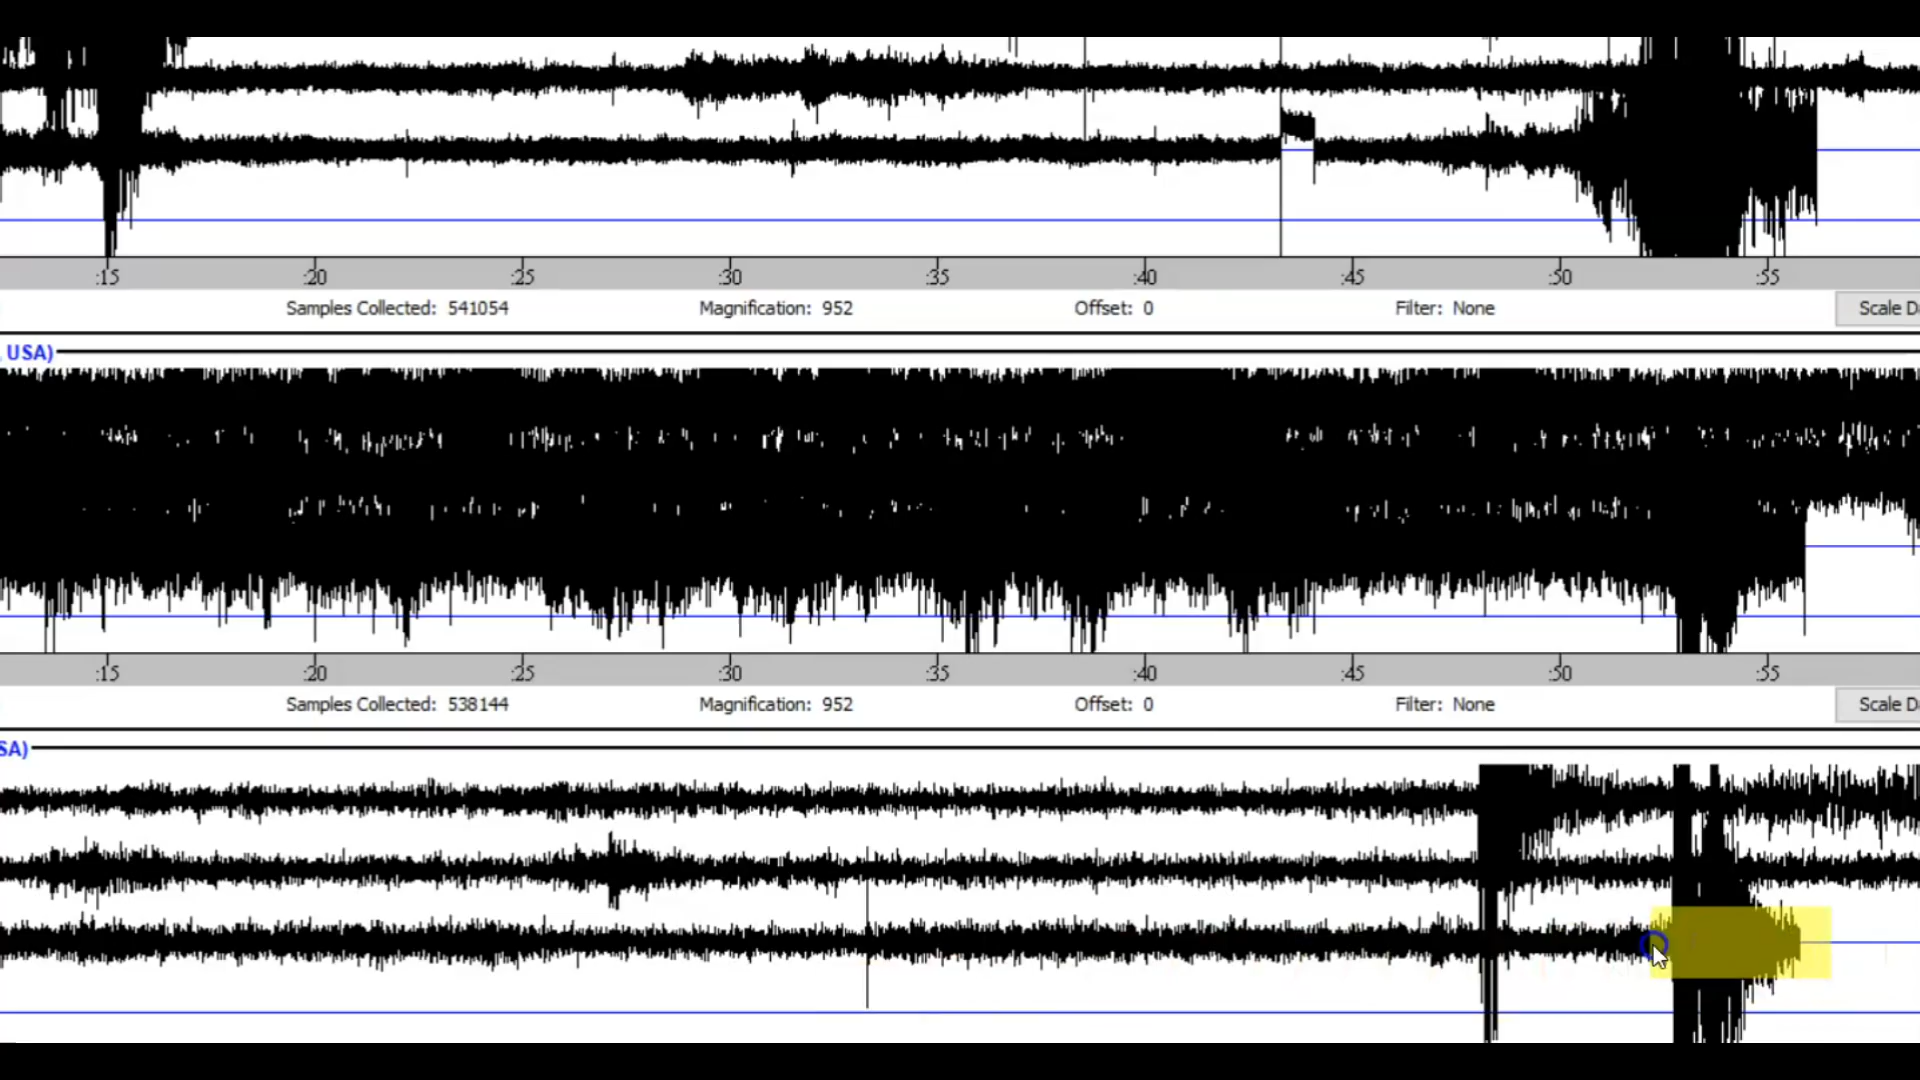 :15 :20 :25 :30 :35 :40 :45 :50 :55
Samples Collected: 541054 Magnification: 952 Offset: 0 Filter: None Scale D
USA)
:15 :20 :25 :30 :35 :40 :45 :50 :55
Samples Collected: 538144 Magnification: 952 Offset: 0 Filter: None Scale D
SA)